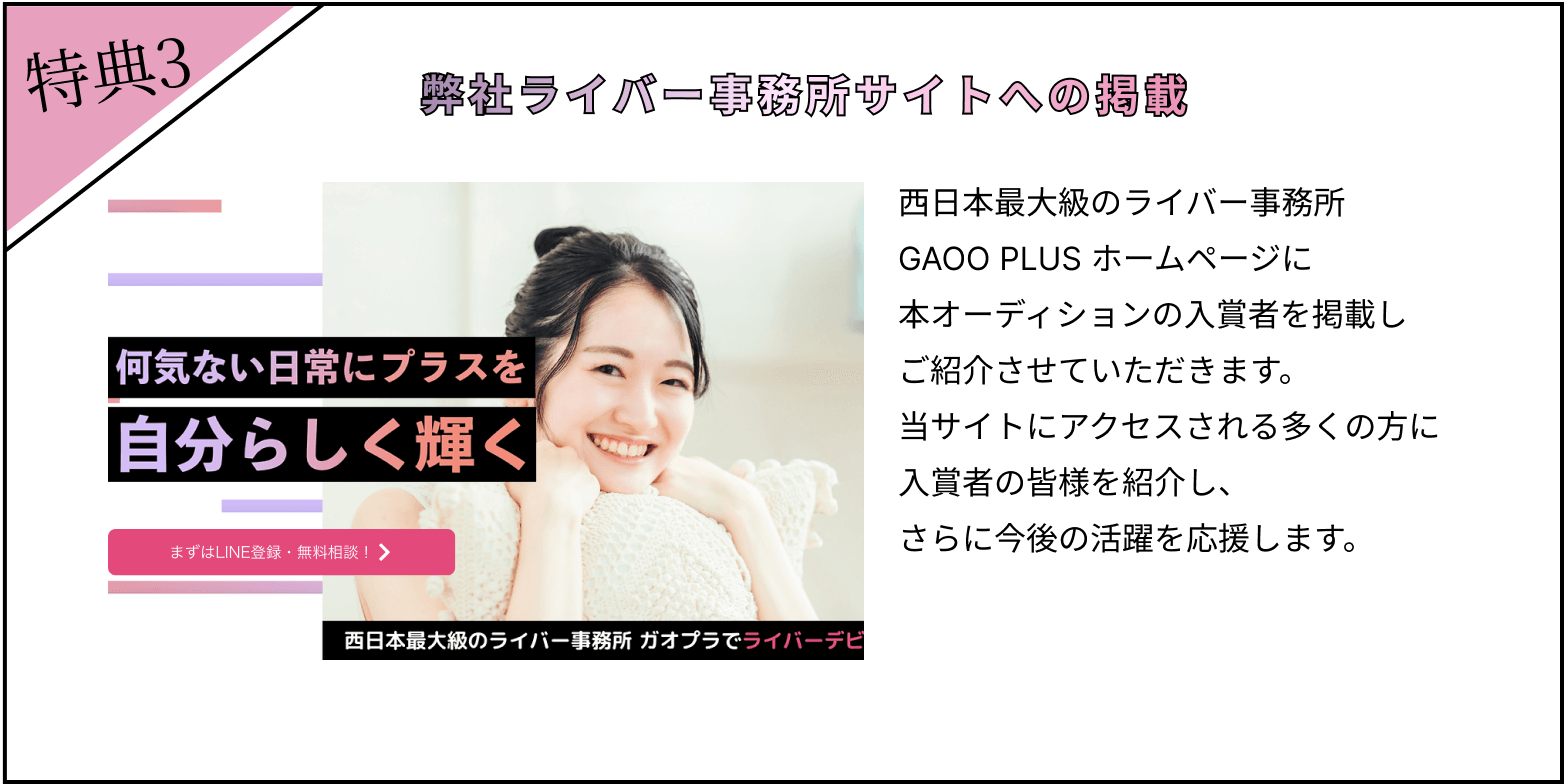 特典3
弊社ライバー事務所サイトへの掲載
何気ない日常にプラスを
自分らしく輝く
まずはLINE登録・無料相談！
西日本最大級のライバー事務所 ガオプラでライバーデビ
西日本最大級のライバー事務所
GAOO PLUS ホームページに
本オーディションの入賞者を掲載し
ご紹介させていただきます。
当サイトにアクセスされる多くの方に
入賞者の皆様を紹介し、
さらに今後の活躍を応援します。